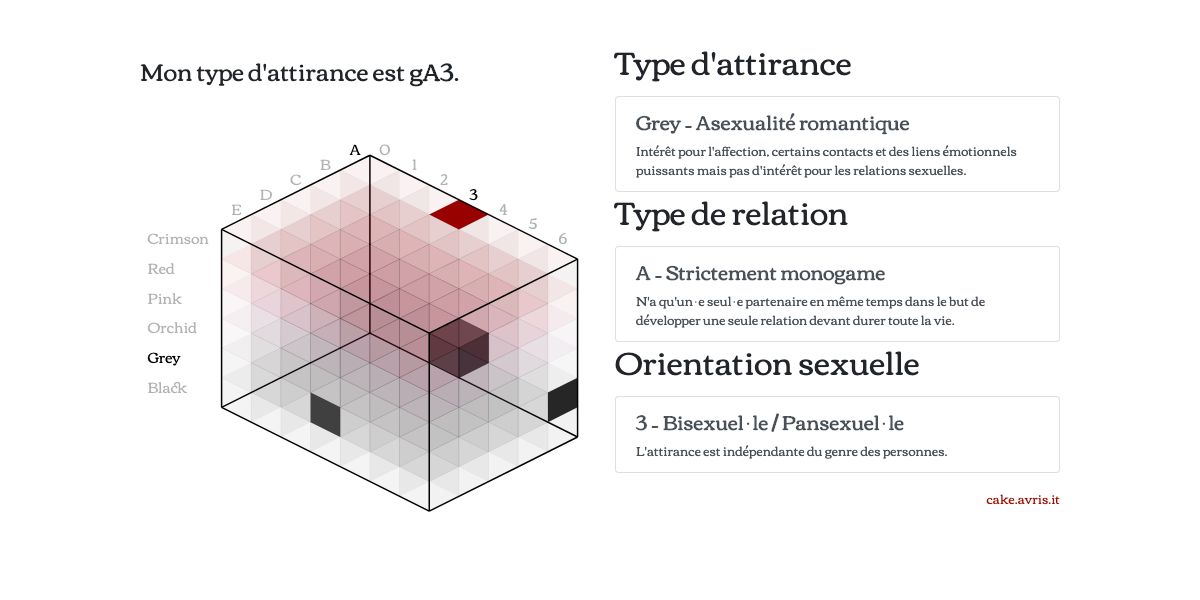 Mon type d'attirance est gA3.
A
O
B
1
C
2
D
3
E
4
5
6
Crimson
Red
Pink
Orchid
Grey
Black
Type d'attirance
Grey - Asexualité romantique
Intérêt pour l'affection, certains contacts et des liens émotionnels
puissants mais pas d'intérêt pour les relations sexuelles.
Type de relation
A - Strictement monogame
N'a qu'un·e seul·e partenaire en même temps dans le but de
développer une seule relation devant durer toute la vie.
Orientation sexuelle
3 - Bisexuel·le / Pansexuel·le
L'attirance est indépendante du genre des personnes.
cake.avris.it